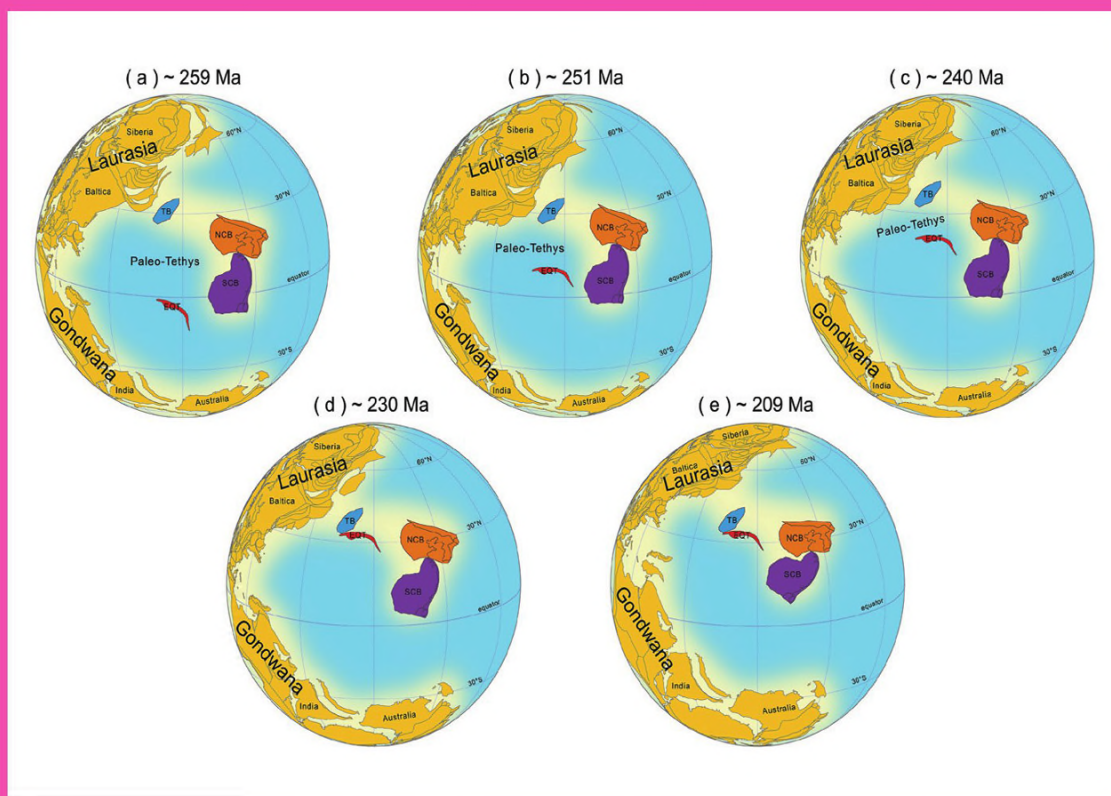 ( a ) ~ 259 Ma
Siberia
60°N
Laurasia
Baltica
TB
30°N
NCB
Paleo-Tethys
equator
SCB
EQT
Gondwana
30°S
India
Australia
( b ) ~ 251 Ma
Siberia
60°N
Laurasia
Baltica
TB
30°N
NCB
Paleo-Tethys
EQT
equator
SCB
Gondwana
30°S
India
Australia
( c ) ~ 240 Ma
Siberia
60°N
Laurasia
Baltica
TB
30°N
NCB
Paleo-Tethys
EQT
equator
SCB
Gondwana
30°S
India
Australia
( d ) ~ 230 Ma
Siberia
60°N
Laurasia
Baltica
TB
30°N
EQT
NCB
SCB
equator
Gondwana
30°S
India
Australia
( e ) ~ 209 Ma
Siberia
60°N
Baltica
Laurasia
TB
30°N
EQT
NCB
SCB
equator
Gondwana
30°S
India
Australia